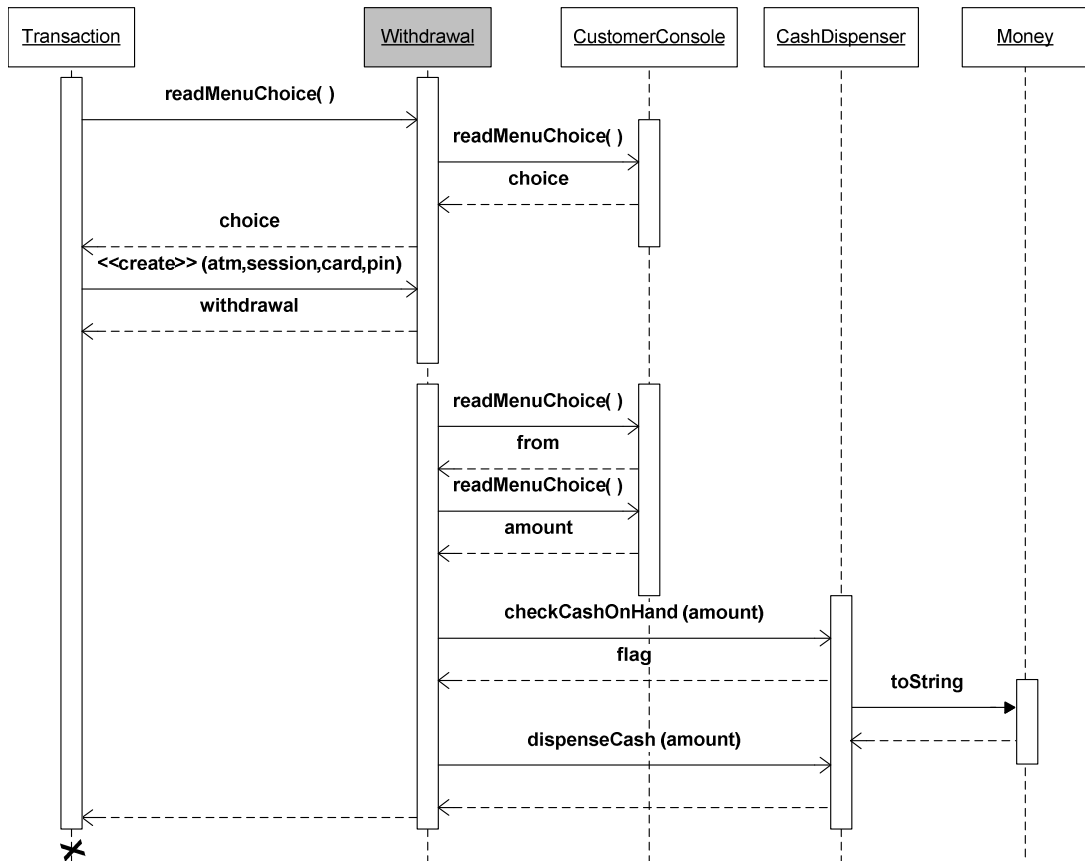 Transaction
Withdrawal
CustomerConsole
CashDispenser
Money
readMenuChoice( )
readMenuChoice( )
choice
choice
<<create>> (atm,session,card,pin)
withdrawal
readMenuChoice( )
from
readMenuChoice( )
amount
checkCashOnHand (amount)
flag
toString
dispenseCash (amount)